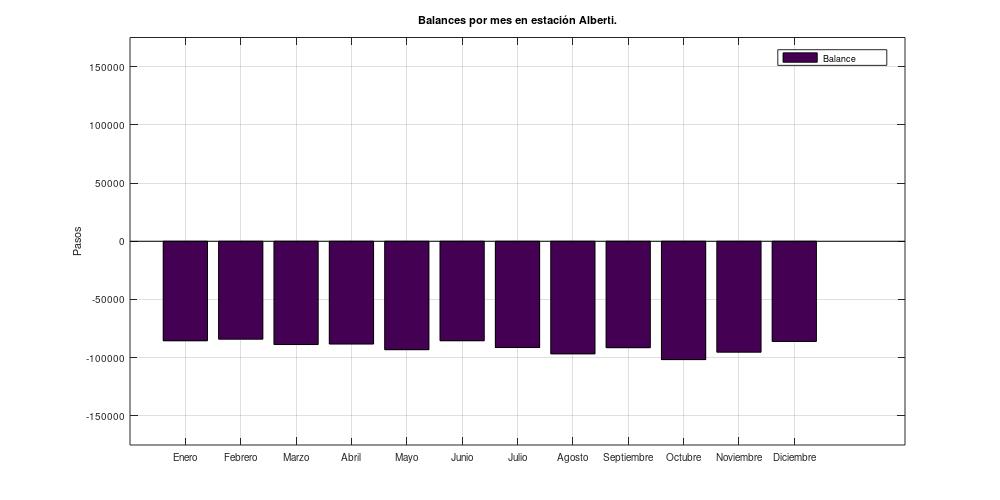 Balances por mes en estación Alberti.
Balance
150000
100000
50000
0
-50000
-100000
-150000
Pasos
Enero Febrero Marzo Abril Mayo Junio Julio Agosto Septiembre Octubre Noviembre Diciembre